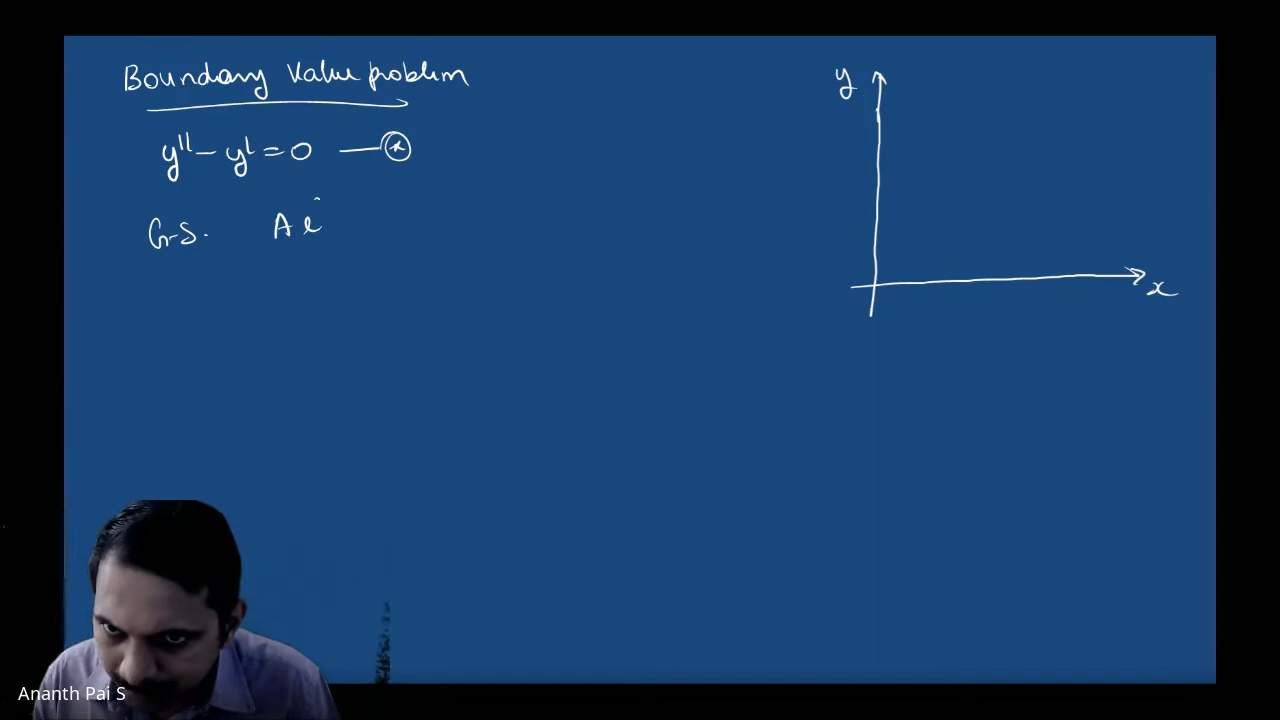 Boundary Value problem
y'' - y' = 0 —— (*)
G.S. A e
y
x
Ananth Pai S